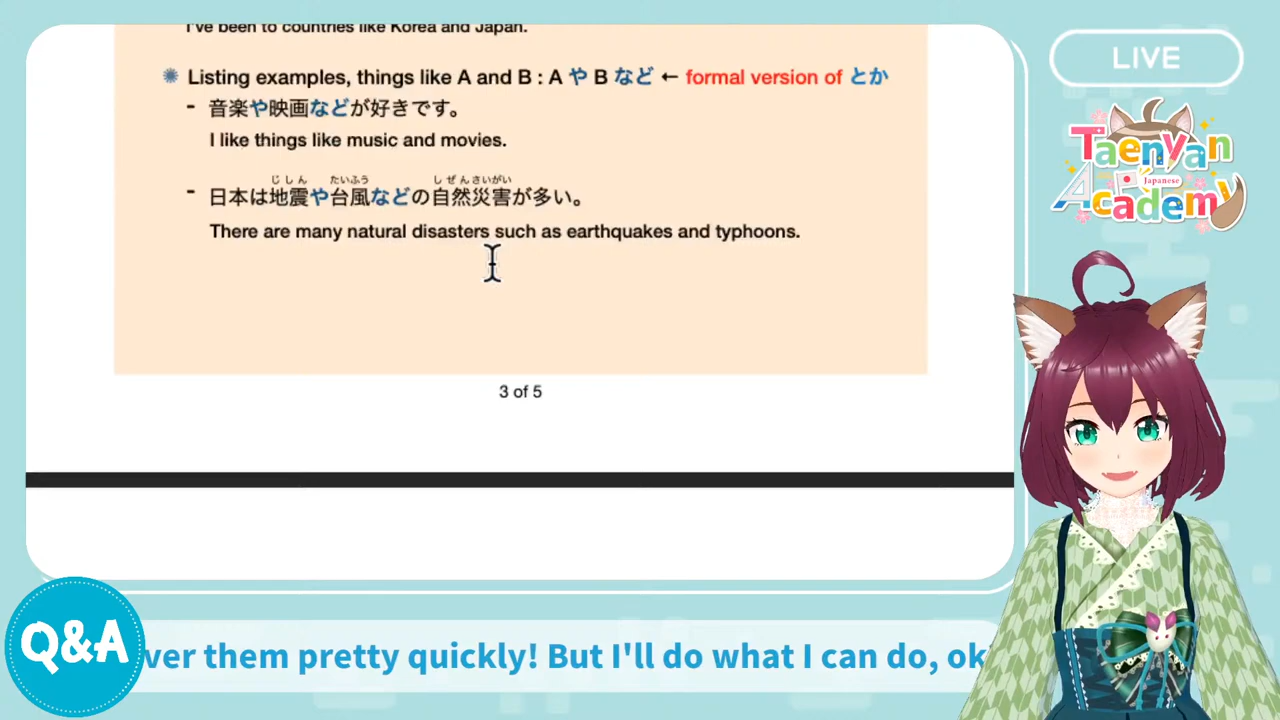 I've been to countries like Korea and Japan.
LIVE
Listing examples, things like A and B : A や B など ← formal version of とか
- 音楽や映画などが好きです。
I like things like music and movies.
Taenyan
Japanese
Academy
じしん たいふう しぜんさいがい
- 日本は地震や台風などの自然災害が多い。
There are many natural disasters such as earthquakes and typhoons.
3 of 5
Q&A
ver them pretty quickly! But I'll do what I can do, ok